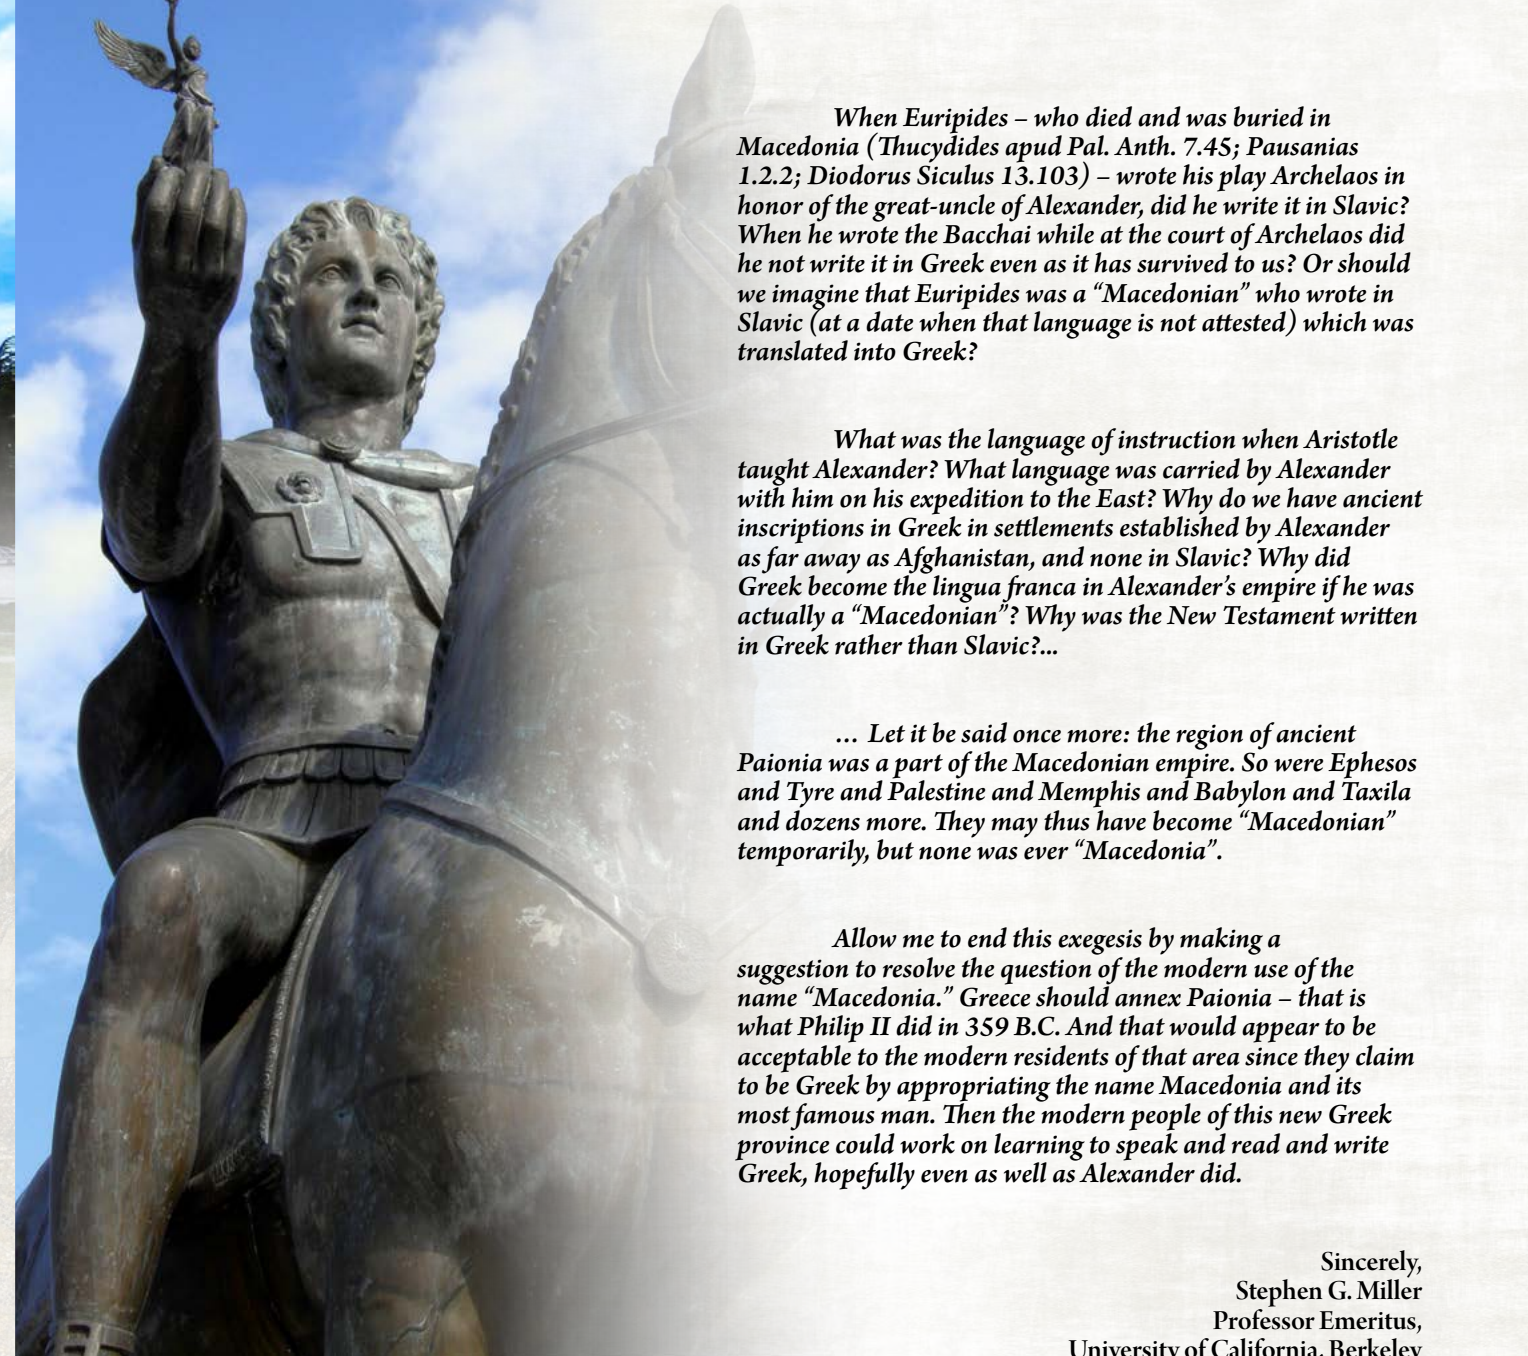 When Euripides – who died and was buried in
Macedonia (Thucydides apud Pal. Anth. 7.45; Pausanias
1.2.2; Diodorus Siculus 13.103) – wrote his play Archelaos in
honor of the great-uncle of Alexander, did he write it in Slavic?
When he wrote the Bacchai while at the court of Archelaos did
he not write it in Greek even as it has survived to us? Or should
we imagine that Euripides was a “Macedonian” who wrote in
Slavic (at a date when that language is not attested) which was
translated into Greek?
What was the language of instruction when Aristotle
taught Alexander? What language was carried by Alexander
with him on his expedition to the East? Why do we have ancient
inscriptions in Greek in settlements established by Alexander
as far away as Afghanistan, and none in Slavic? Why did
Greek become the lingua franca in Alexander’s empire if he was
actually a “Macedonian”? Why was the New Testament written
in Greek rather than Slavic?...
… Let it be said once more: the region of ancient
Paionia was a part of the Macedonian empire. So were Ephesos
and Tyre and Palestine and Memphis and Babylon and Taxila
and dozens more. They may thus have become “Macedonian”
temporarily, but none was ever “Macedonia”.
Allow me to end this exegesis by making a
suggestion to resolve the question of the modern use of the
name “Macedonia.” Greece should annex Paionia – that is
what Philip II did in 359 B.C. And that would appear to be
acceptable to the modern residents of that area since they claim
to be Greek by appropriating the name Macedonia and its
most famous man. Then the modern people of this new Greek
province could work on learning to speak and read and write
Greek, hopefully even as well as Alexander did.
Sincerely,
Stephen G. Miller
Professor Emeritus,
University of California, Berkeley